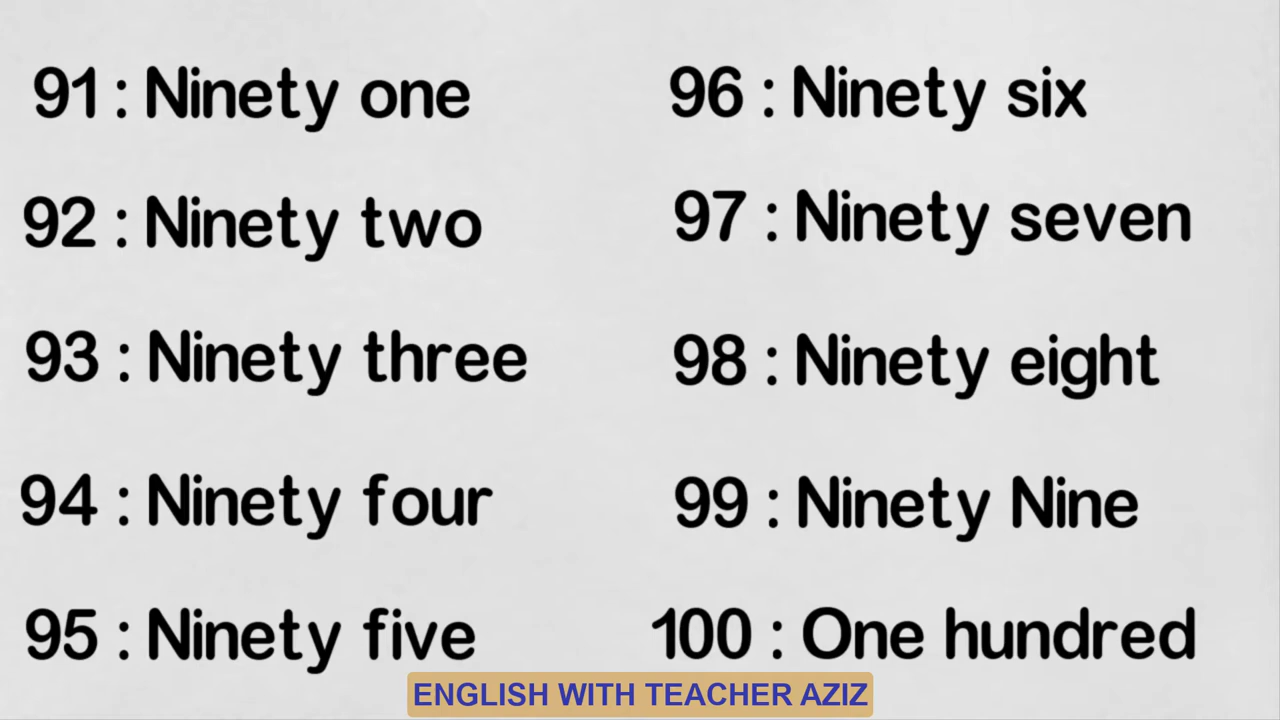 91 : Ninety one
92 : Ninety two
93 : Ninety three
94 : Ninety four
95 : Ninety five
96 : Ninety six
97 : Ninety seven
98 : Ninety eight
99 : Ninety Nine
100 : One hundred
ENGLISH WITH TEACHER AZIZ